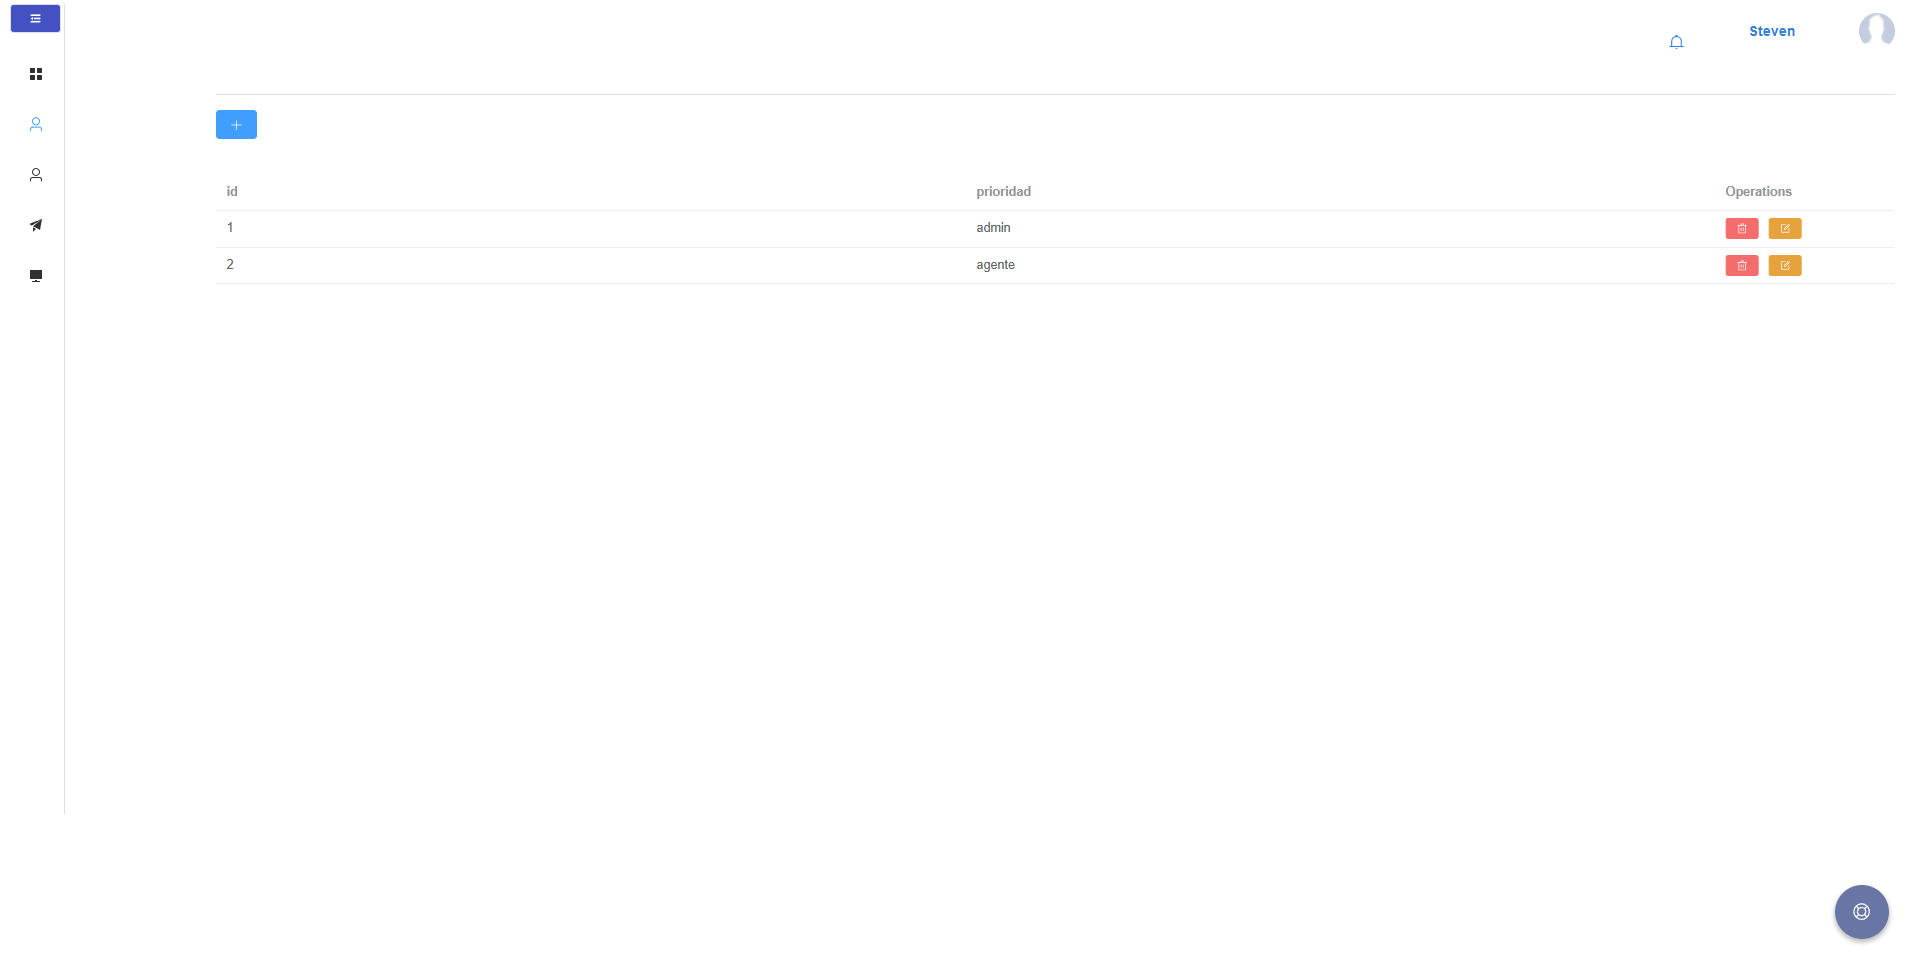 Steven
id prioridad Operations
1 admin
2 agente